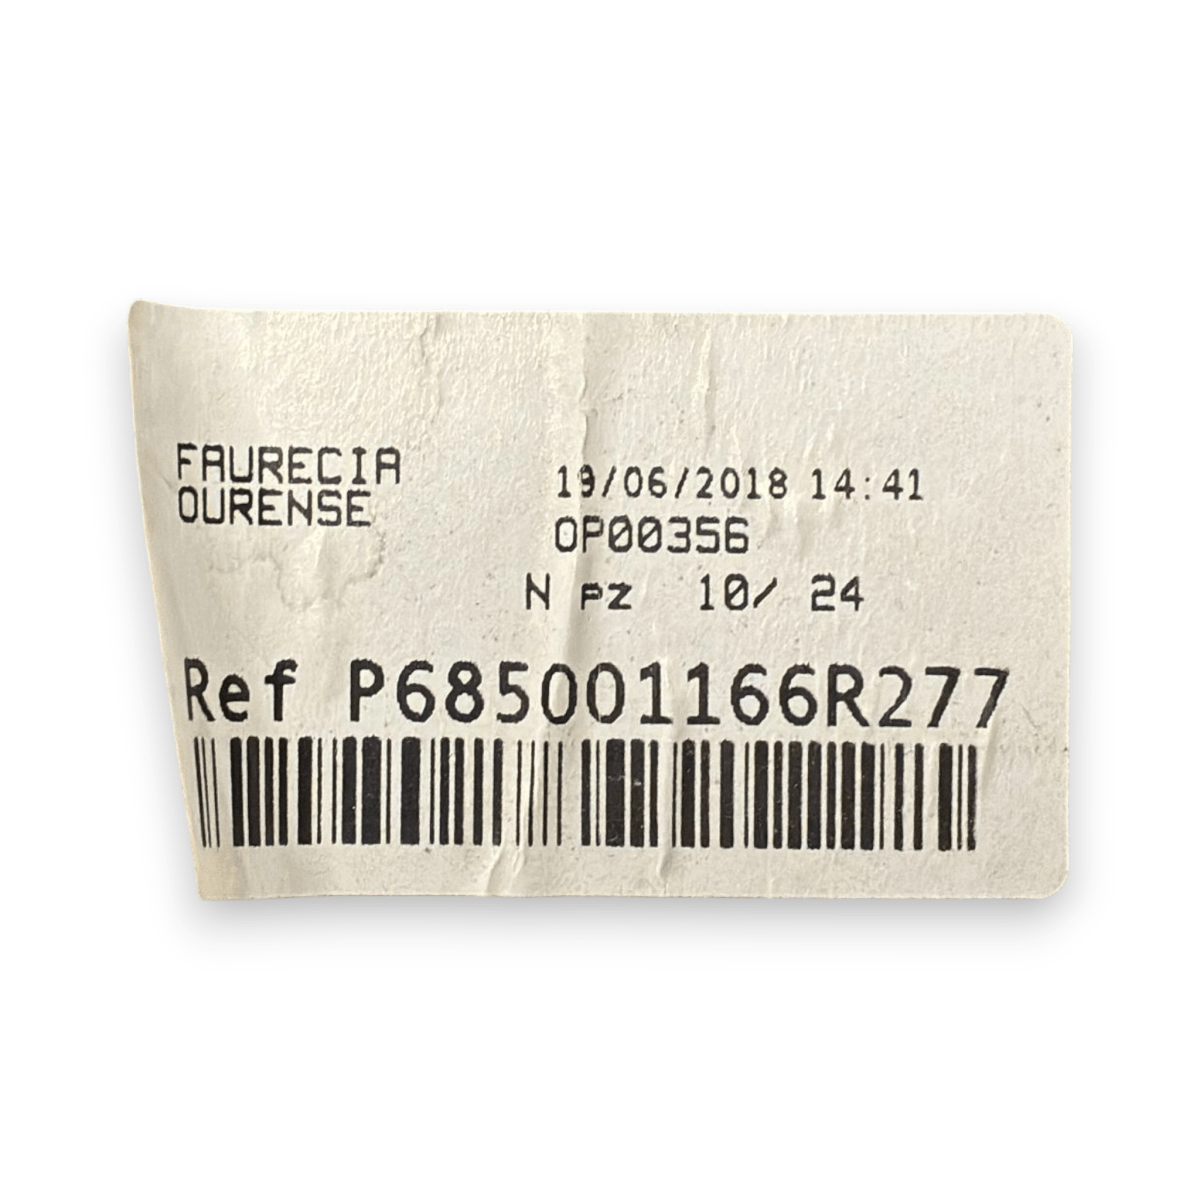 FAURECIA
OURENSE
19/06/2018 14:41
OP00356
N pz 10/ 24
Ref P685001166R277